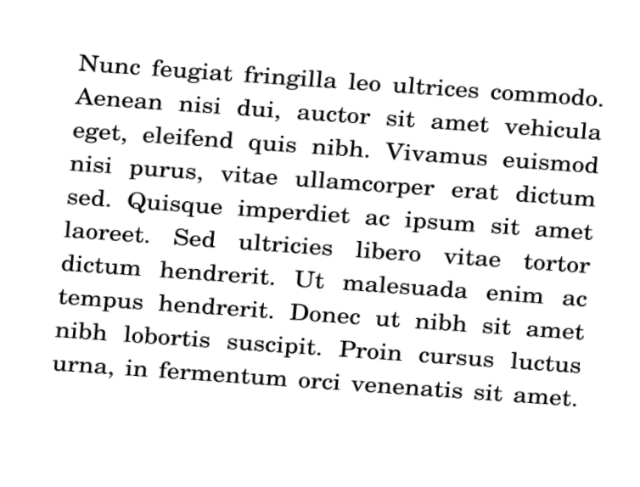 Nunc feugiat fringilla leo ultrices commodo.
Aenean nisi dui, auctor sit amet vehicula
eget, eleifend quis nibh. Vivamus euismod
nisi purus, vitae ullamcorper erat dictum
sed. Quisque imperdiet ac ipsum sit amet
laoreet. Sed ultricies libero vitae tortor
dictum hendrerit. Ut malesuada enim ac
tempus hendrerit. Donec ut nibh sit amet
nibh lobortis suscipit. Proin cursus luctus
urna, in fermentum orci venenatis sit amet.